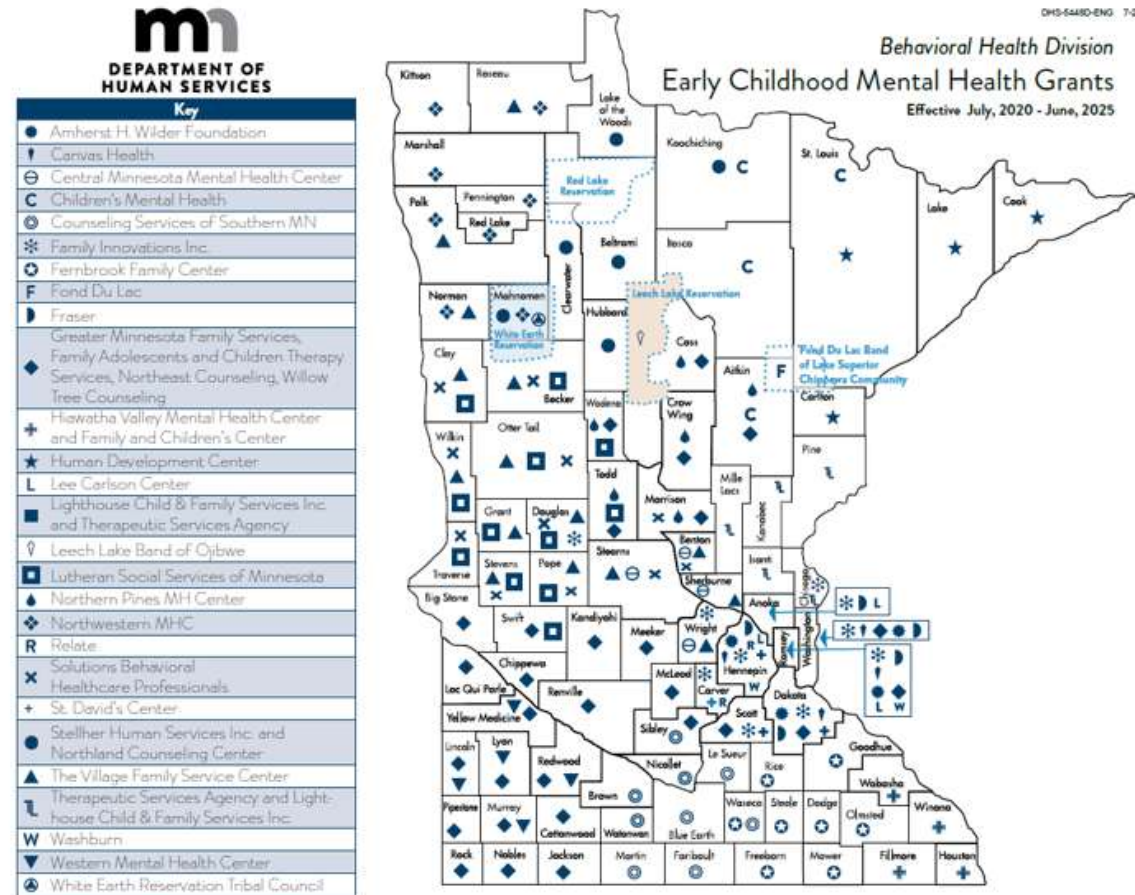 DHS-5448D-ENG 7-2
mn
DEPARTMENT OF
HUMAN SERVICES
Behavioral Health Division
Early Childhood Mental Health Grants
Effective July, 2020 - June, 2025
Key
Amherst H. Wilder Foundation
Canvas Health
Central Minnesota Mental Health Center
C Children's Mental Health
Counseling Services of Southern MN
Family Innovations Inc.
Fernbrook Family Center
F Fond Du Lac
Fraser
Greater Minnesota Family Services,
Family Adolescents and Children Therapy
Services, Northeast Counseling, Willow
Tree Counseling
Hiawatha Valley Mental Health Center
and Family and Children's Center
Human Development Center
L Lee Carlson Center
Lighthouse Child & Family Services Inc.
and Therapeutic Services Agency
Leech Lake Band of Ojibwe
Lutheran Social Services of Minnesota
Northern Pines MH Center
Northwestern MHC
R Relate
Solutions Behavioral
Healthcare Professionals
St. David's Center
Stellher Human Services Inc. and
Northland Counseling Center
The Village Family Service Center
Therapeutic Services Agency and Light-
house Child & Family Services Inc.
W Washburn
Western Mental Health Center
White Earth Reservation Tribal Council
Kittson
Roseau
Lake
of the
Woods
Koochiching
C
St. Louis
C
Marshall
Red Lake
Reservation
Pennington
Polk
Red Lake
Lake
Cook
Beltrami
Itasca
C
Clearwater
Norman
Mahnomen
White Earth
Reservation
Hubbard
Leech Lake Reservation
Cass
Clay
Becker
Wadena
Crow
Wing
Aitkin
C
F
Fond Du Lac Band
of Lake Superior
Chippewa Community
Carlton
Wilkin
Otter Tail
Todd
Morrison
Mille
Lacs
Kanabec
Pine
Grant
Douglas
Benton
Isanti
Traverse
Stevens
Pope
Stearns
Sherburne
Chisago
Big Stone
Anoka
L
Swift
Kandiyohi
Meeker
Wright
Hennepin
R L
W
Ramsey
Washington
L W
Chippewa
Lac Qui Parle
Renville
McLeod
Carver
R
Scott
Dakota
Yellow Medicine
Sibley
Goodhue
Lincoln
Lyon
Redwood
Nicollet
Le Sueur
Rice
Wabasha
Brown
Pipestone
Murray
Cottonwood
Watonwan
Blue Earth
Waseca
Steele
Dodge
Olmsted
Winona
Rock
Nobles
Jackson
Martin
Faribault
Freeborn
Mower
Fillmore
Houston